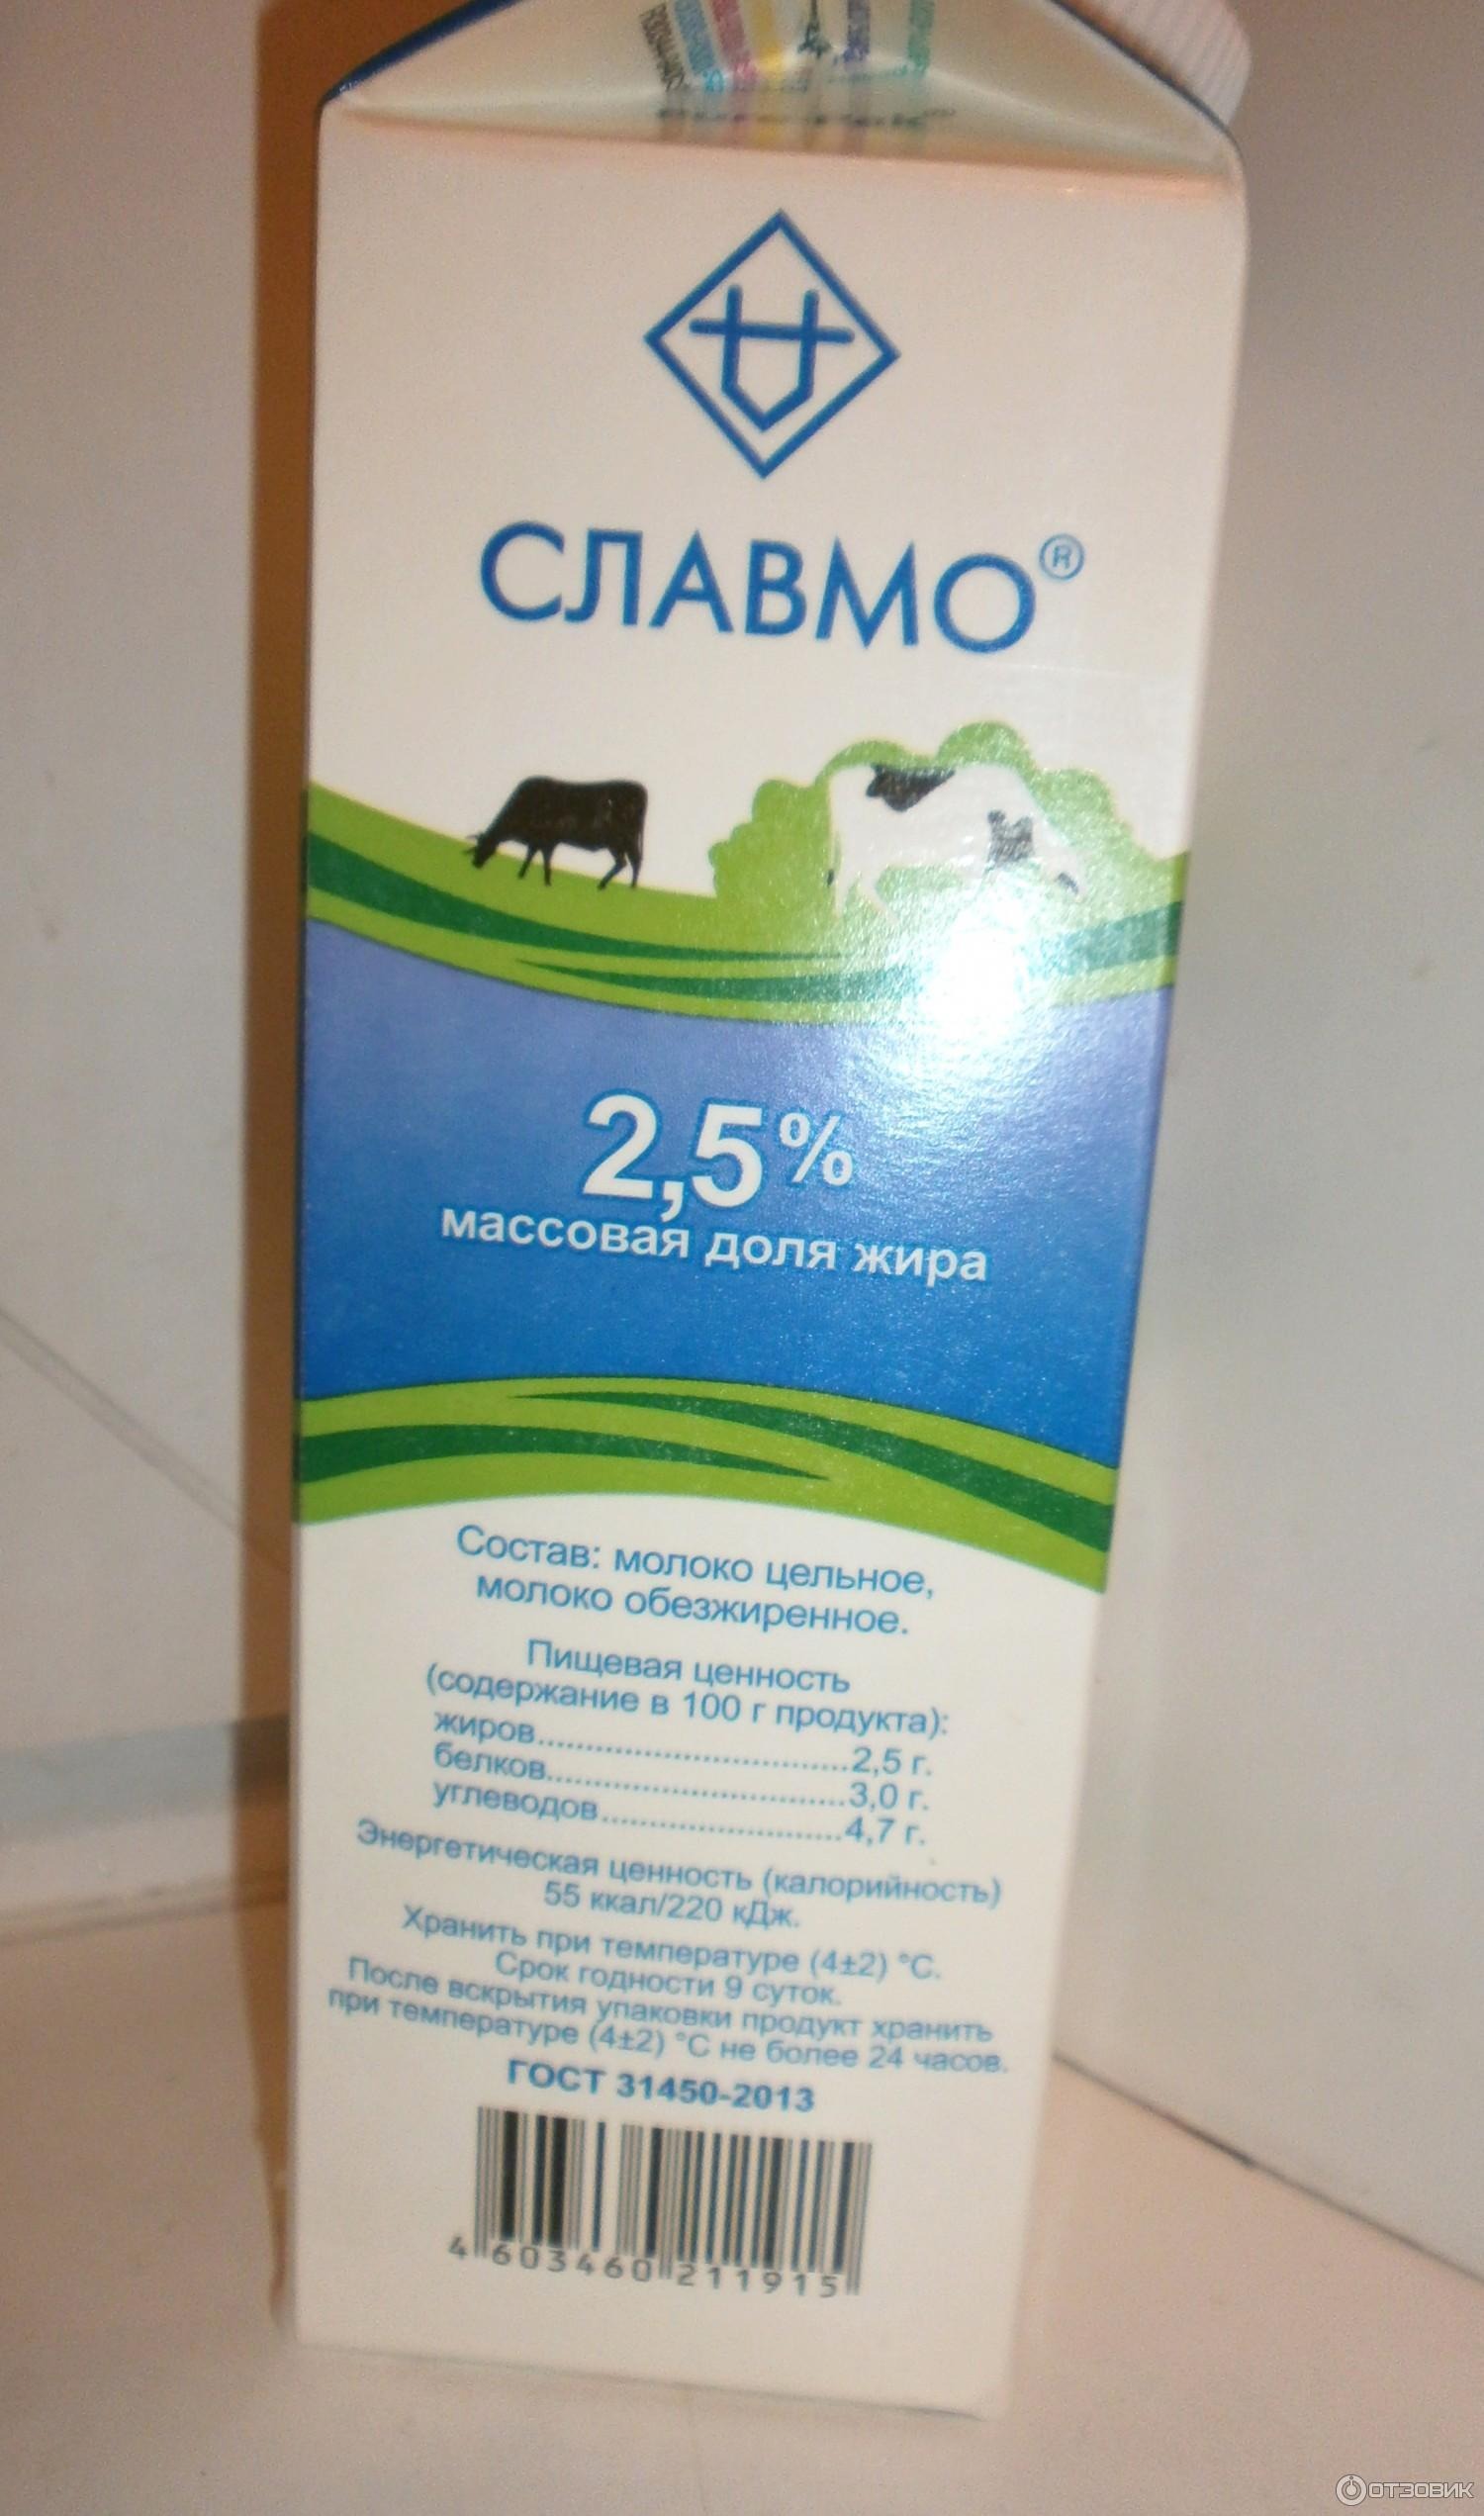 СЛАВМО®
2,5%
массовая доля жира
Состав: молоко цельное,
молоко обезжиренное.
Пищевая ценность
(содержание в 100 г продукта):
жиров..............................2,5 г.
белков..............................3,0 г.
углеводов........................4,7 г.
Энергетическая ценность (калорийность)
55 ккал/220 кДж.
Хранить при температуре (4±2) °С.
Срок годности 9 суток.
После вскрытия упаковки продукт хранить
при температуре (4±2) °С не более 24 часов.
ГОСТ 31450-2013
4 603460 211915
ОТЗОВИК